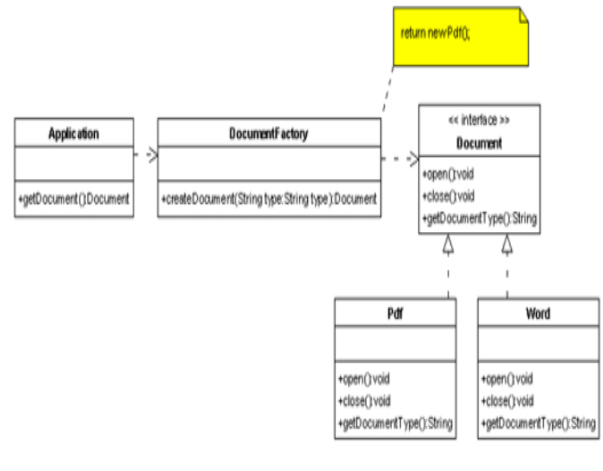 return newPdf();
Application
+getDocument():Document
DocumentFactory
+createDocument(String type:String type):Document
<< interface >>
Document
+open():void
+close():void
+getDocumentType():String
Pdf
+open():void
+close():void
+getDocumentType():String
Word
+open():void
+close():void
+getDocumentType():String